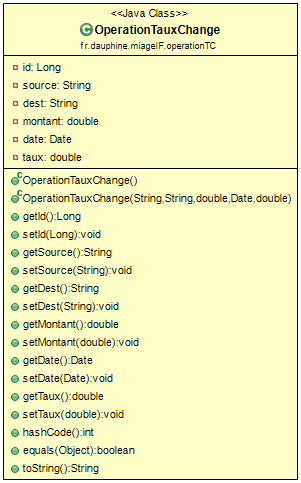 <<Java Class>>
OperationTauxChange
fr.dauphine.miageIF.operationTC
id: Long
source: String
dest: String
montant: double
date: Date
taux: double
OperationTauxChange()
OperationTauxChange(String,String,double,Date,double)
getId():Long
setId(Long):void
getSource():String
setSource(String):void
getDest():String
setDest(String):void
getMontant():double
setMontant(double):void
getDate():Date
setDate(Date):void
getTaux():double
setTaux(double):void
hashCode():int
equals(Object):boolean
toString():String